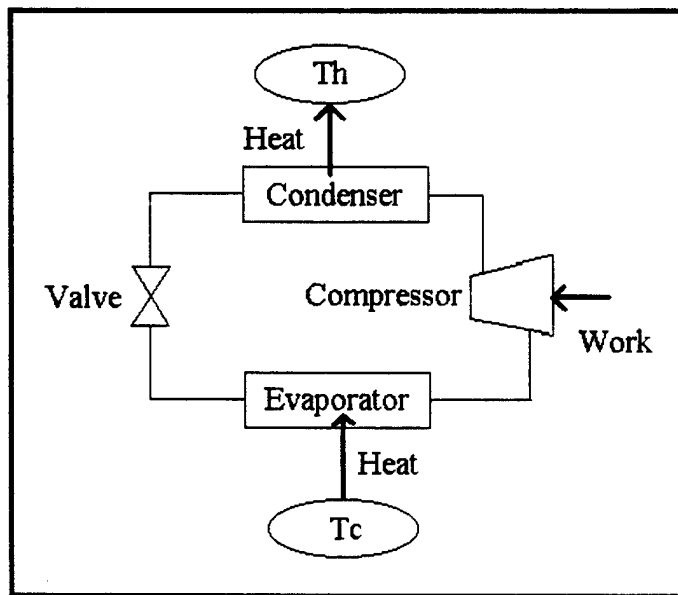 Th
Heat
Condenser
Valve
Compressor
Work
Evaporator
Heat
Tc